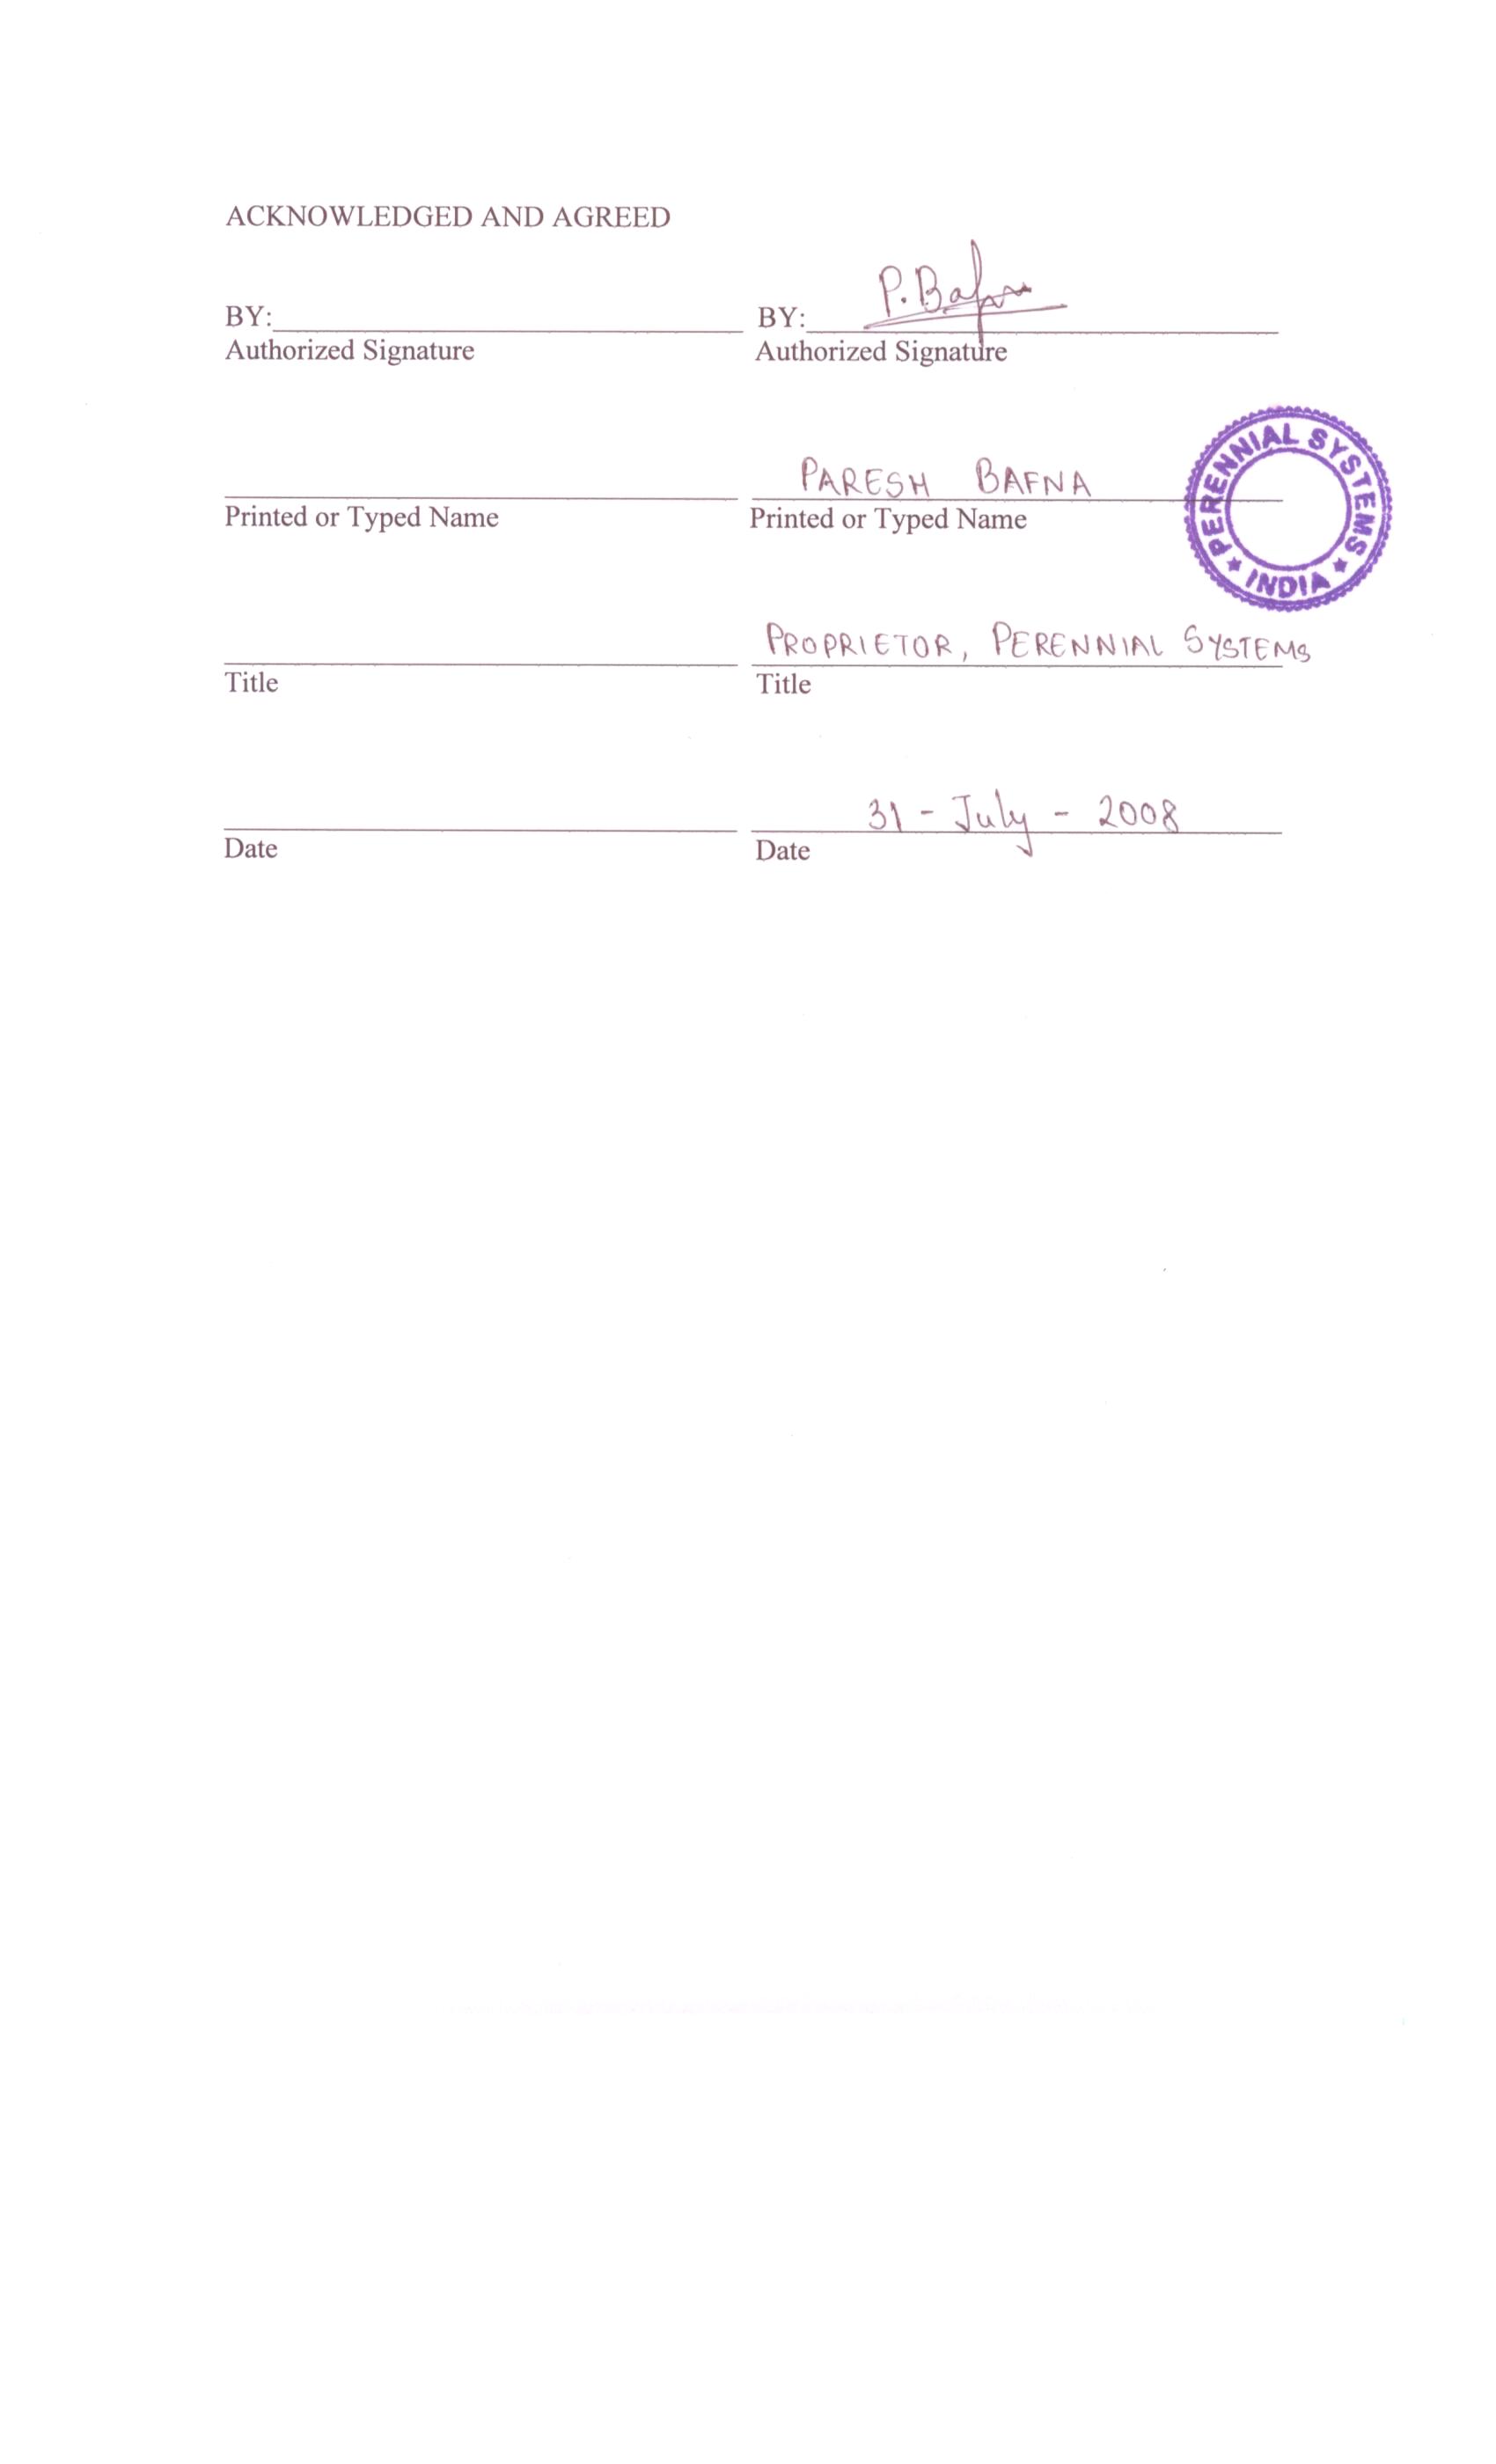 ACKNOWLEDGED AND AGREED
P. Bafna
BY: BY:
Authorized Signature Authorized Signature
PARESH BAFNA
Printed or Typed Name Printed or Typed Name
PERENNIAL SYSTEMS
★ INDIA ★
PROPRIETOR, PERENNIAL SYSTEMS
Title Title
31 - July - 2008
Date Date